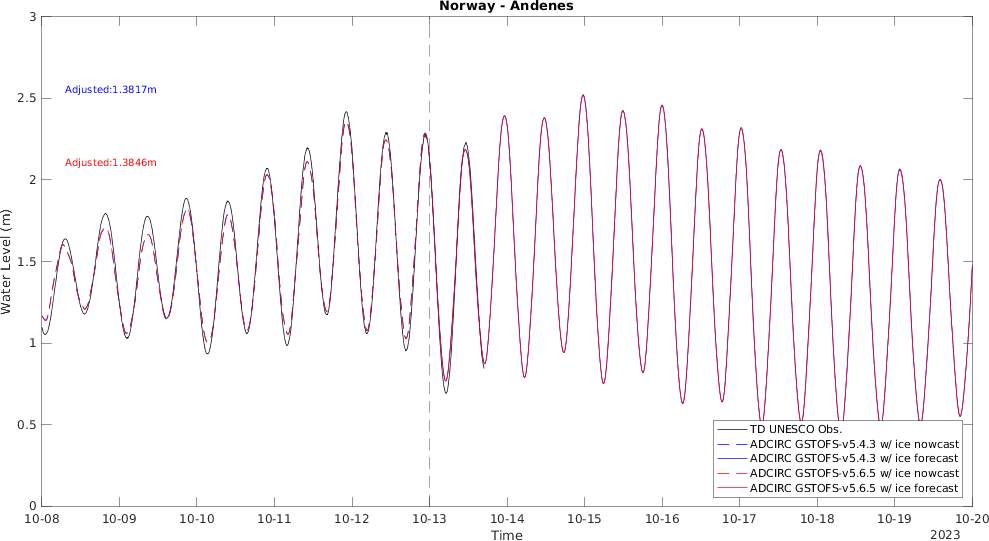 Norway - Andenes
3
2.5
2
1.5
1
0.5
0
Water Level (m)
Adjusted:1.3817m
Adjusted:1.3846m
TD UNESCO Obs.
ADCIRC GSTOFS-v5.4.3 w/ ice nowcast
ADCIRC GSTOFS-v5.4.3 w/ ice forecast
ADCIRC GSTOFS-v5.6.5 w/ ice nowcast
ADCIRC GSTOFS-v5.6.5 w/ ice forecast
10-08 10-09 10-10 10-11 10-12 10-13 10-14 10-15 10-16 10-17 10-18 10-19 10-20
Time
2023